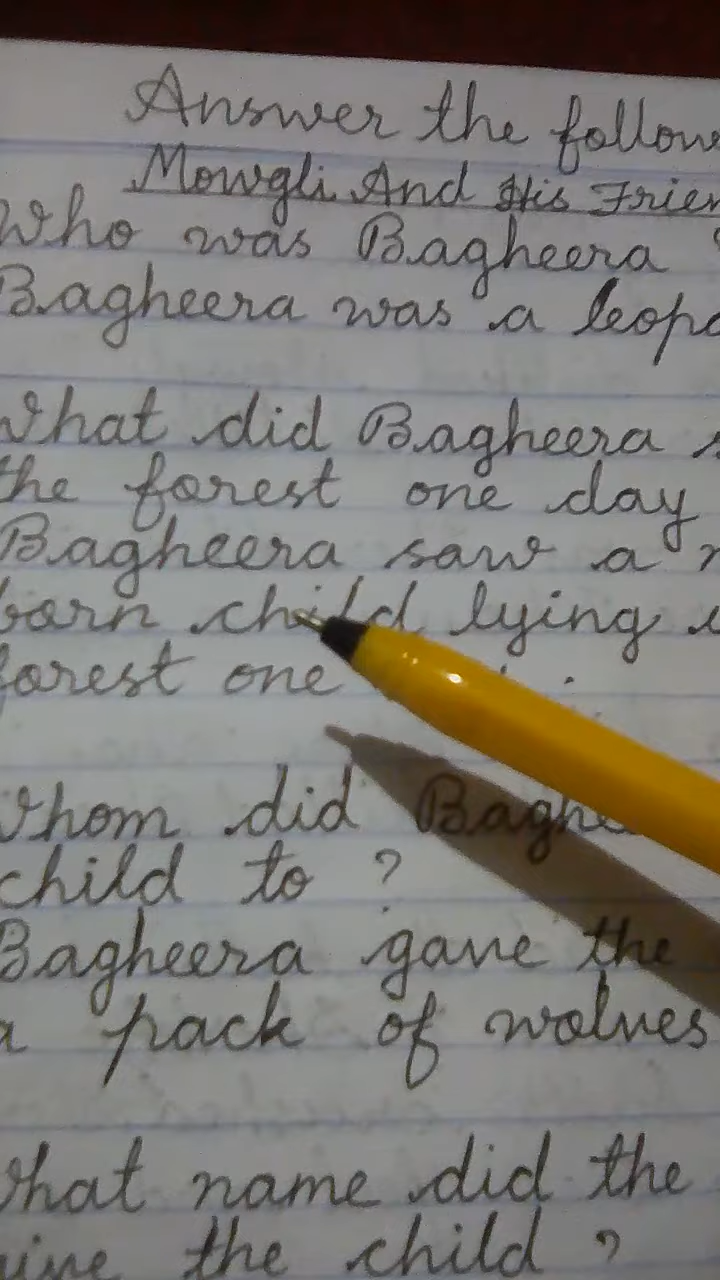 Answer the follow
Mowgli And His Frien
Who was Bagheera ?
Bagheera was a leopa
What did Bagheera s
the forest one day
Bagheera saw a n
born child lying i
forest one
Whom did Baghe
child to ?
Bagheera gave the
a pack of wolves
What name did the
give the child ?